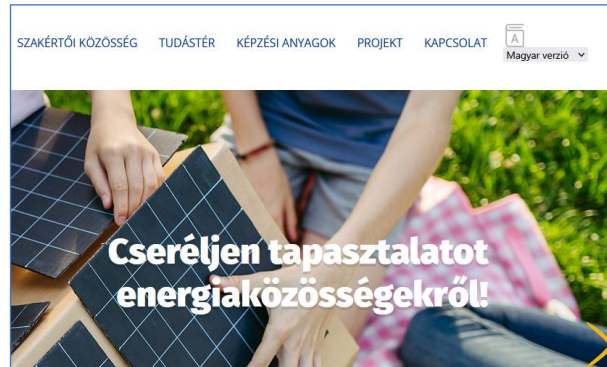 SZAKÉRTŐI KÖZÖSSÉG TUDÁSTÉR KÉPZÉSI ANYAGOK PROJEKT KAPCSOLAT
A
Magyar verzió
Cseréljen tapasztalatot
energiaközösségekről!